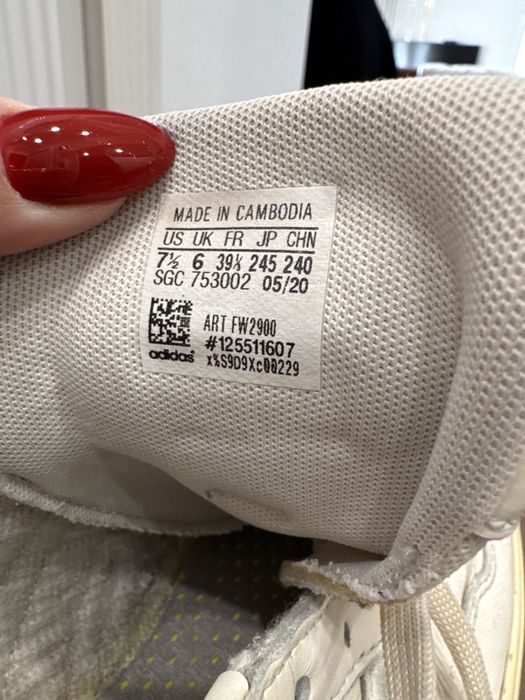 MADE IN CAMBODIA
US UK FR JP CHN
7½ 6 39⅓ 245 240
SGC 753002 05/20
ART FW2900
#125511607
adidas x%S9D9Xc00229